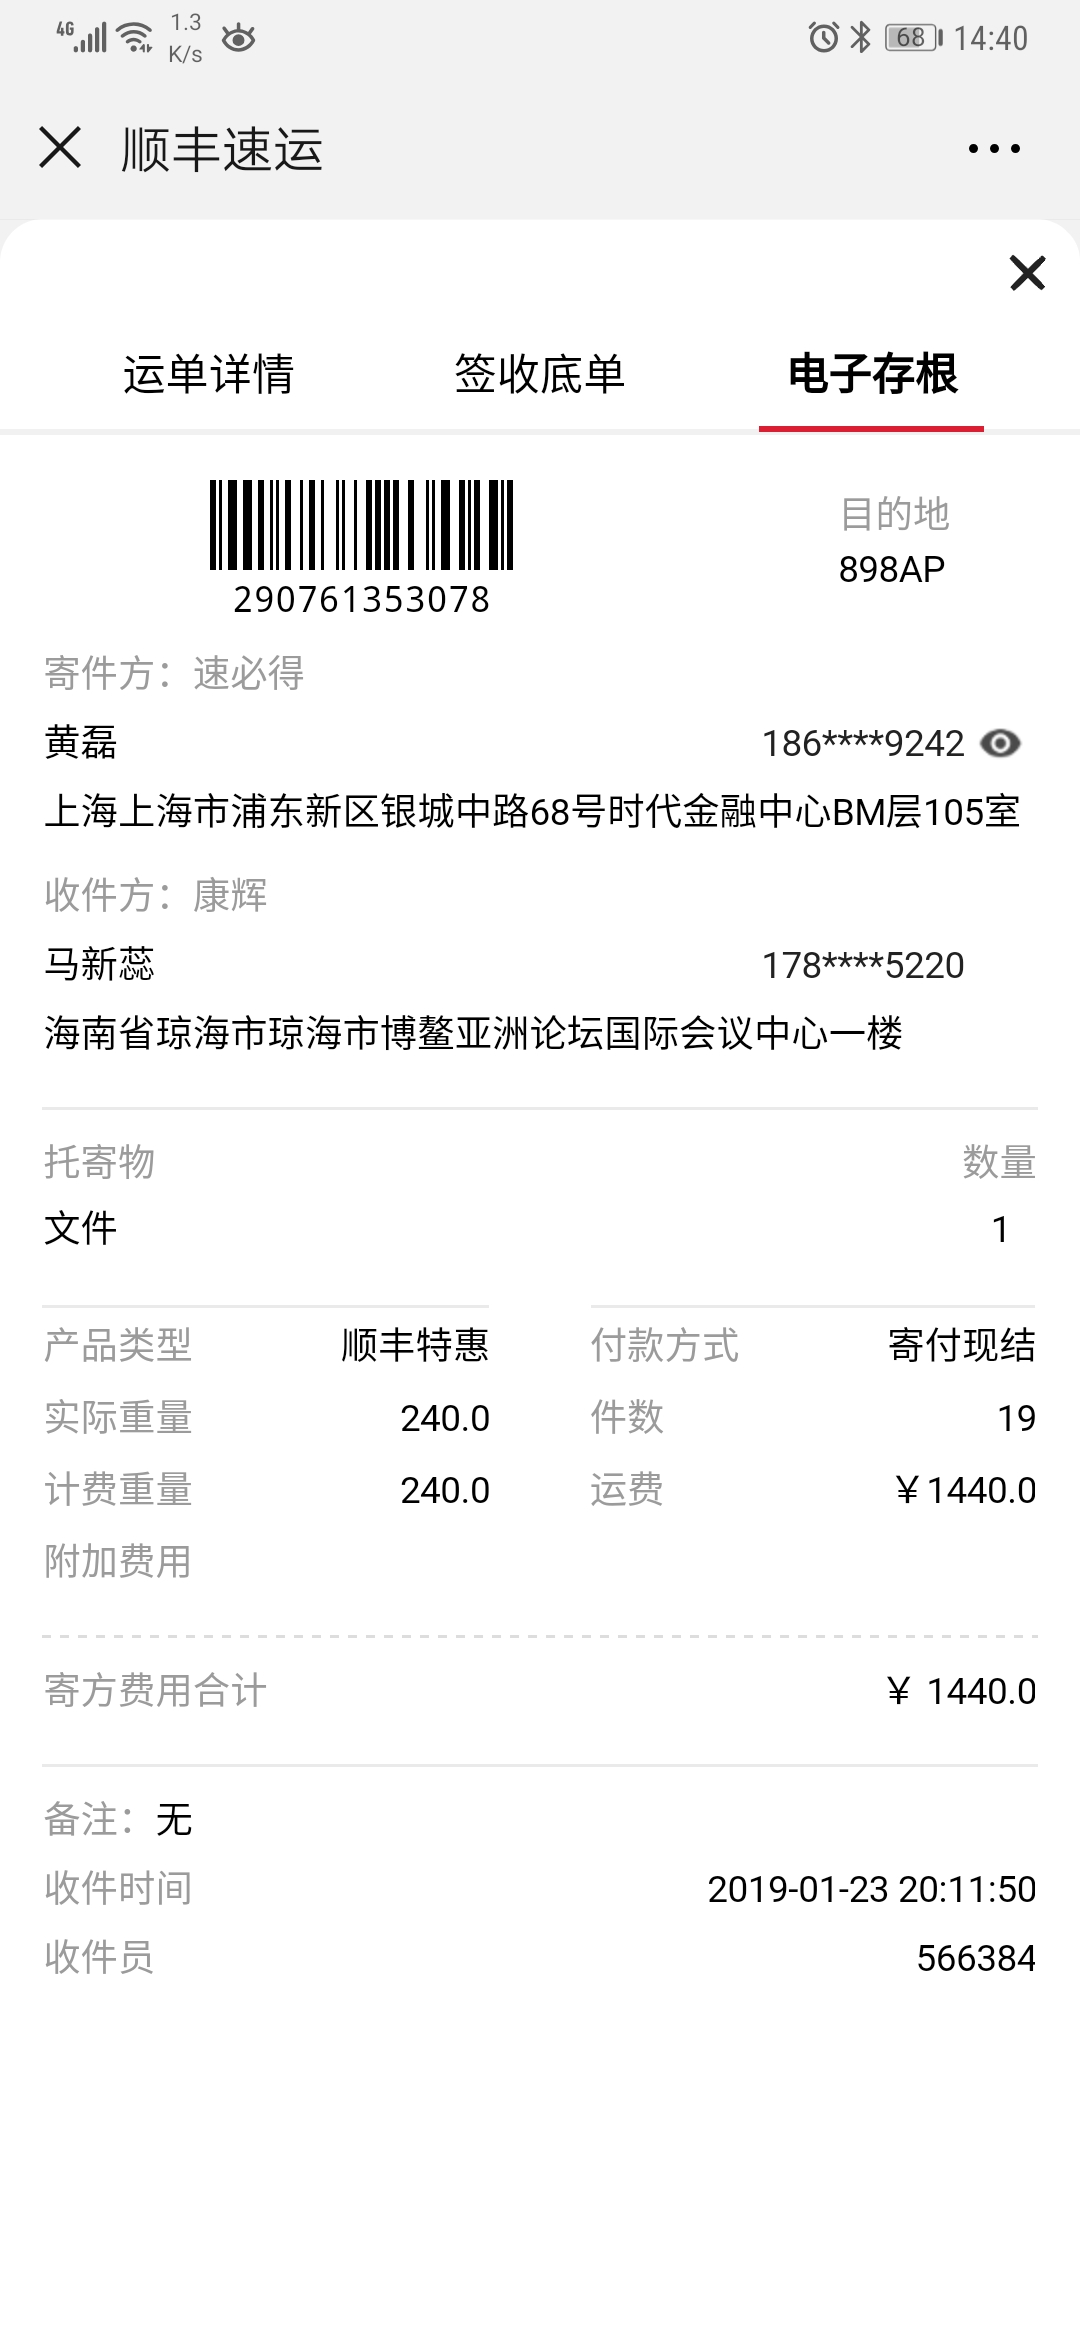 4G 1.3 K/s 68 14:40
顺丰速运
运单详情 签收底单 电子存根
目的地
898AP
290761353078
寄件方：速必得
黄磊 186****9242
上海上海市浦东新区银城中路68号时代金融中心BM层105室
收件方：康辉
马新蕊 178****5220
海南省琼海市琼海市博鳌亚洲论坛国际会议中心一楼
托寄物 数量
文件 1
产品类型 顺丰特惠 付款方式 寄付现结
实际重量 240.0 件数 19
计费重量 240.0 运费 ￥1440.0
附加费用
寄方费用合计 ￥ 1440.0
备注：无
收件时间 2019-01-23 20:11:50
收件员 566384